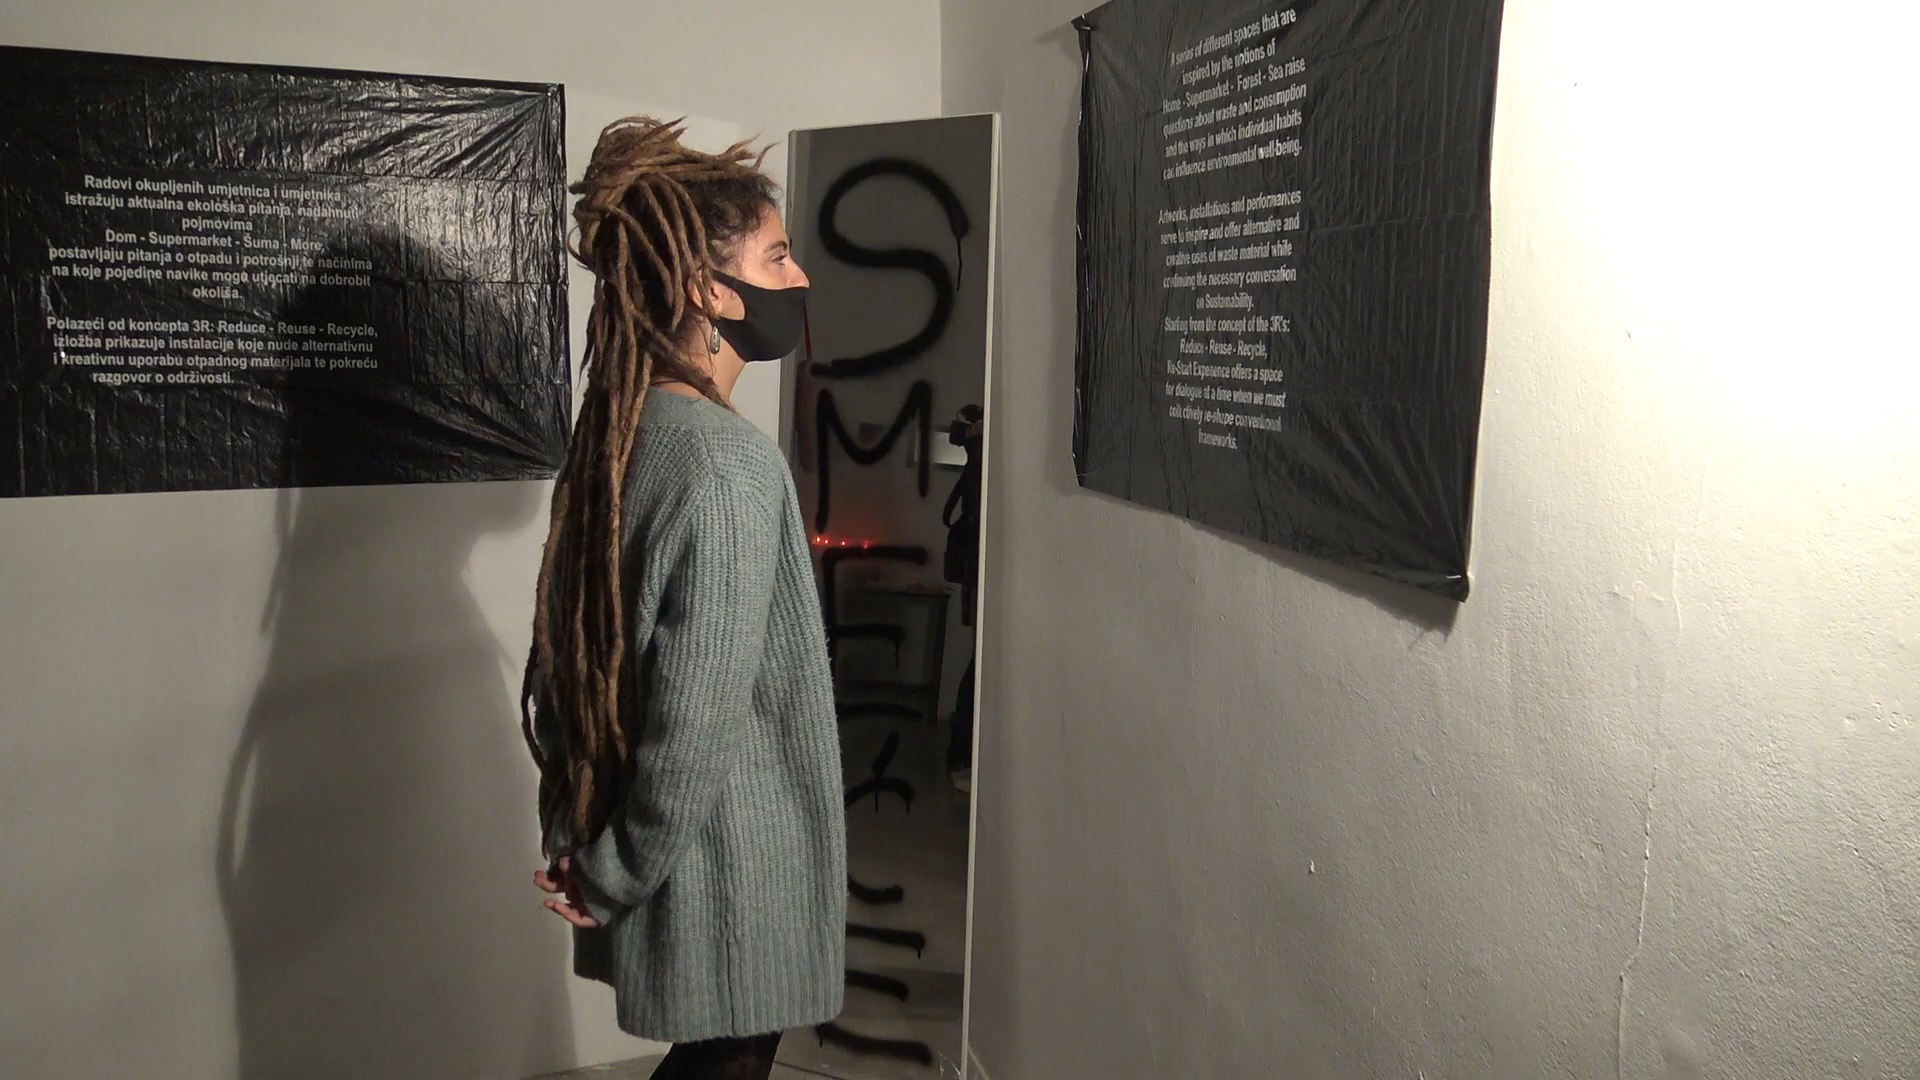 Radovi okupljenih umjetnica i umjetnika
istražuju aktualna ekološka pitanja, nadahnuti
pojmovima
Dom - Supermarket - Šuma - More,
postavljaju pitanja o otpadu i potrošnji te načinima
na koje pojedine navike mogu utjecati na dobrobit
okoliša.
Polazeći od koncepta 3R: Reduce - Reuse - Recycle,
izložba prikazuje instalacije koje nude alternativnu
i kreativnu uporabu otpadnog materijala te pokreću
razgovor o održivosti.
S
M
E
A series of different spaces that are
inspired by the notions of
Home - Supermarket - Forest - Sea raise
questions about waste and consumption
and the ways in which individual habits
can influence environmental well-being.
Artworks, installations and performances
serve to inspire and offer alternative and
creative uses of waste material while
continuing the necessary conversation
on Sustainability.
Starting from the concept of the 3R's:
Reduce - Reuse - Recycle,
Re-Start Experience offers a space
for dialogue at a time when we must
collectively re-shape conventional
frameworks.